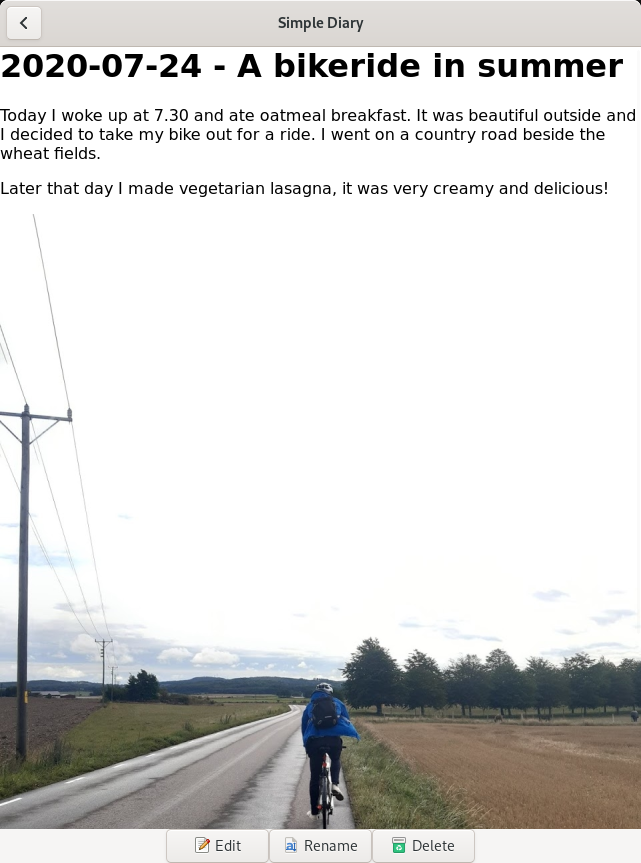 Simple Diary
2020-07-24 - A bikeride in summer
Today I woke up at 7.30 and ate oatmeal breakfast. It was beautiful outside and
I decided to take my bike out for a ride. I went on a country road beside the
wheat fields.
Later that day I made vegetarian lasagna, it was very creamy and delicious!
Edit
Rename
Delete